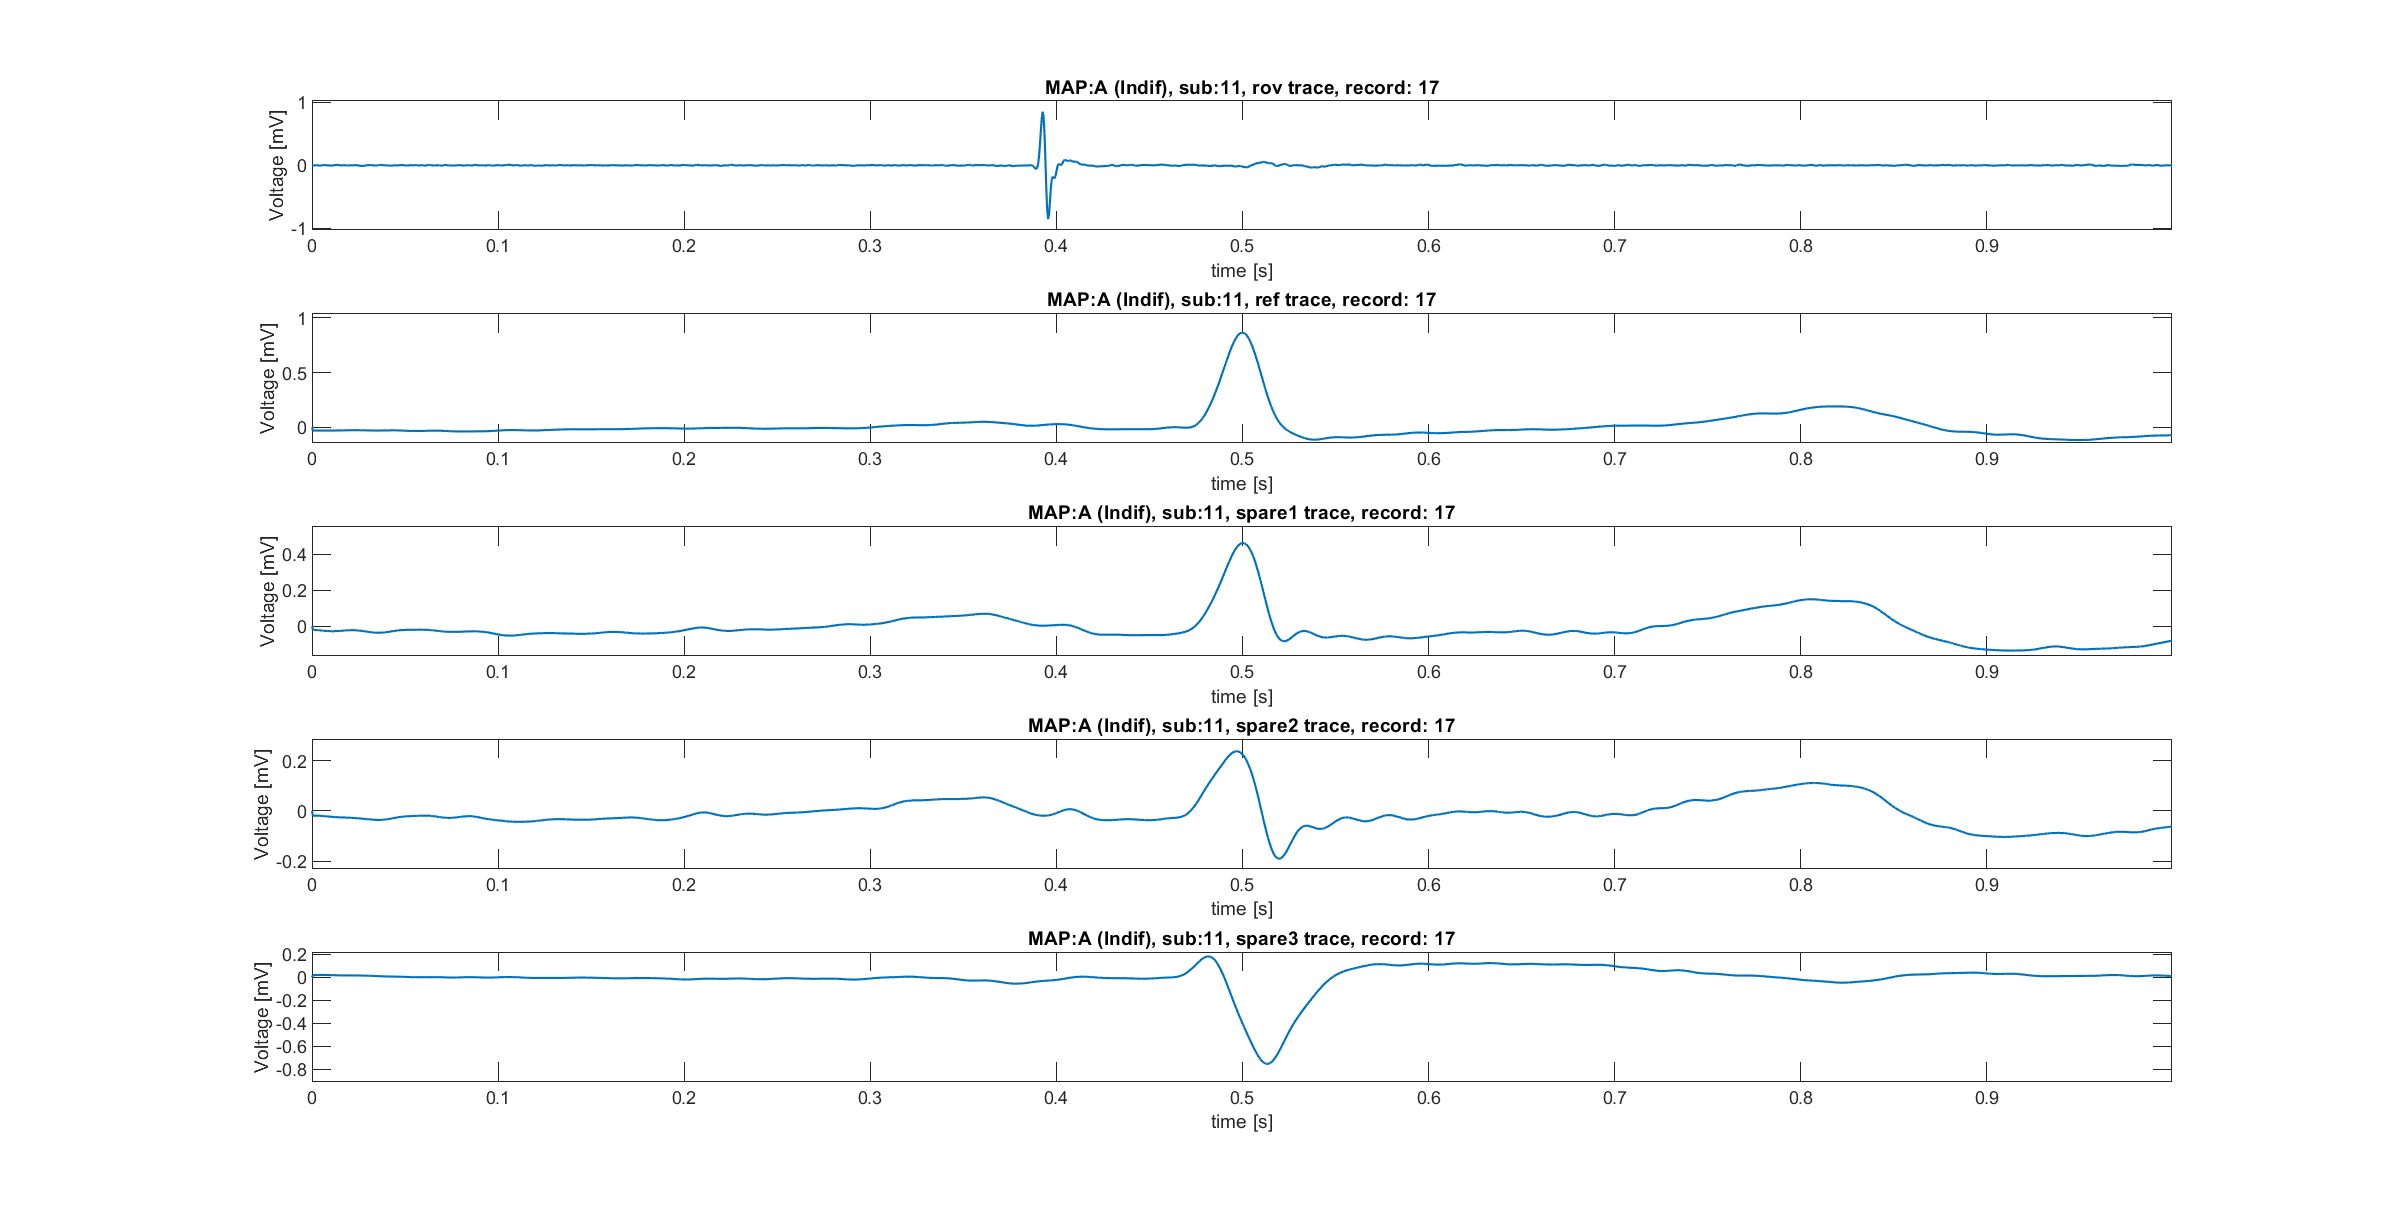 MAP:A (Indif), sub:11, rov trace, record: 17
Voltage [mV]
1
0
-1
0 0.1 0.2 0.3 0.4 0.5 0.6 0.7 0.8 0.9
time [s]
MAP:A (Indif), sub:11, ref trace, record: 17
Voltage [mV]
1
0.5
0
0 0.1 0.2 0.3 0.4 0.5 0.6 0.7 0.8 0.9
time [s]
MAP:A (Indif), sub:11, spare1 trace, record: 17
Voltage [mV]
0.4
0.2
0
0 0.1 0.2 0.3 0.4 0.5 0.6 0.7 0.8 0.9
time [s]
MAP:A (Indif), sub:11, spare2 trace, record: 17
Voltage [mV]
0.2
0
-0.2
0 0.1 0.2 0.3 0.4 0.5 0.6 0.7 0.8 0.9
time [s]
MAP:A (Indif), sub:11, spare3 trace, record: 17
Voltage [mV]
0.2
0
-0.2
-0.4
-0.6
-0.8
0 0.1 0.2 0.3 0.4 0.5 0.6 0.7 0.8 0.9
time [s]